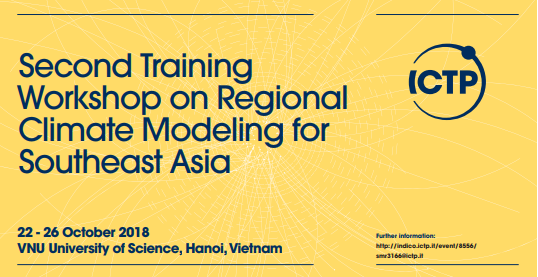 Second Training
Workshop on Regional
Climate Modeling for
Southeast Asia
ICTP
22 - 26 October 2018
VNU University of Science, Hanoi, Vietnam
Further information:
http://indico.ictp.it/event/8556/
smr3166@ictp.it